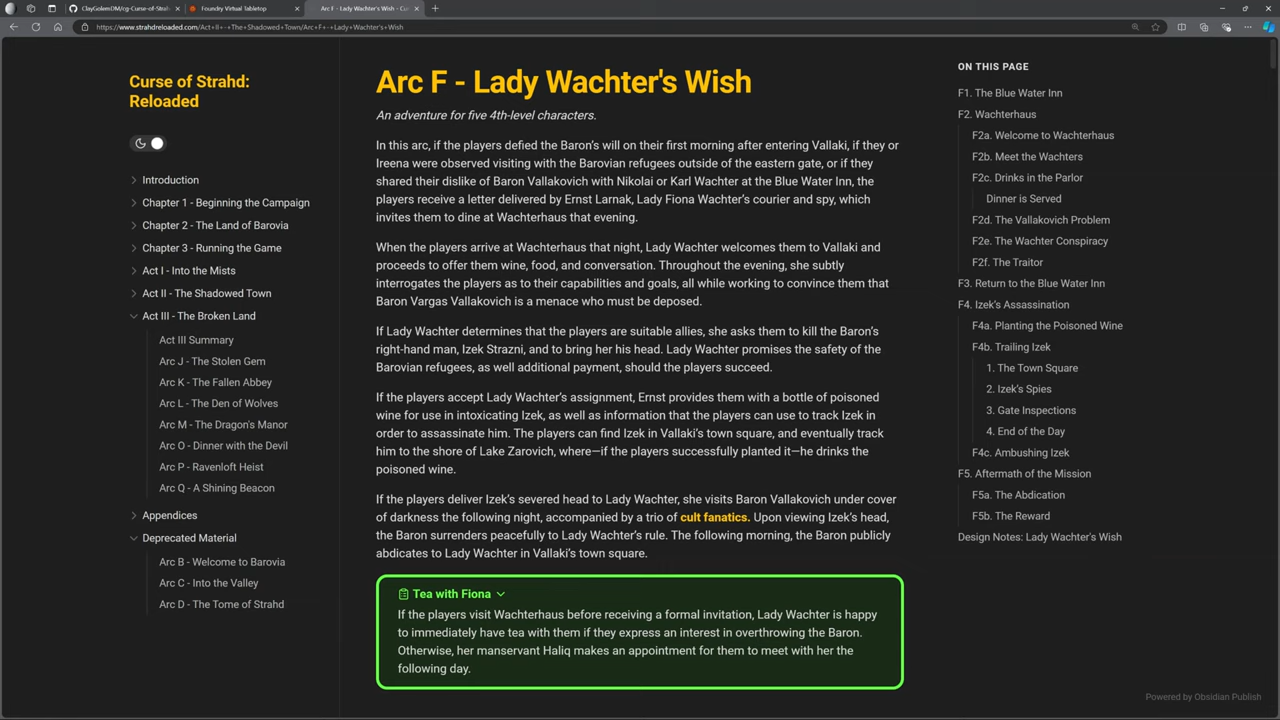 ClayGolemDM/cg-Curse-of-Strah
Foundry Virtual Tabletop
Arc F - Lady Wachter's Wish - Cu
https://www.strahdreloaded.com/Act+II+-+The+Shadowed+Town/Arc+F+-+Lady+Wachter's+Wish
Curse of Strahd:
Reloaded
Introduction
Chapter 1 - Beginning the Campaign
Chapter 2 - The Land of Barovia
Chapter 3 - Running the Game
Act I - Into the Mists
Act II - The Shadowed Town
Act III - The Broken Land
Act III Summary
Arc J - The Stolen Gem
Arc K - The Fallen Abbey
Arc L - The Den of Wolves
Arc M - The Dragon's Manor
Arc O - Dinner with the Devil
Arc P - Ravenloft Heist
Arc Q - A Shining Beacon
Appendices
Deprecated Material
Arc B - Welcome to Barovia
Arc C - Into the Valley
Arc D - The Tome of Strahd
Arc F - Lady Wachter's Wish
An adventure for five 4th-level characters.
In this arc, if the players defied the Baron's will on their first morning after entering Vallaki, if they or
Ireena were observed visiting with the Barovian refugees outside of the eastern gate, or if they
shared their dislike of Baron Vallakovich with Nikolai or Karl Wachter at the Blue Water Inn, the
players receive a letter delivered by Ernst Larnak, Lady Fiona Wachter's courier and spy, which
invites them to dine at Wachterhaus that evening.
When the players arrive at Wachterhaus that night, Lady Wachter welcomes them to Vallaki and
proceeds to offer them wine, food, and conversation. Throughout the evening, she subtly
interrogates the players as to their capabilities and goals, all while working to convince them that
Baron Vargas Vallakovich is a menace who must be deposed.
If Lady Wachter determines that the players are suitable allies, she asks them to kill the Baron's
right-hand man, Izek Strazni, and to bring her his head. Lady Wachter promises the safety of the
Barovian refugees, as well additional payment, should the players succeed.
If the players accept Lady Wachter's assignment, Ernst provides them with a bottle of poisoned
wine for use in intoxicating Izek, as well as information that the players can use to track Izek in
order to assassinate him. The players can find Izek in Vallaki's town square, and eventually track
him to the shore of Lake Zarovich, where—if the players successfully planted it—he drinks the
poisoned wine.
If the players deliver Izek's severed head to Lady Wachter, she visits Baron Vallakovich under cover
of darkness the following night, accompanied by a trio of cult fanatics. Upon viewing Izek's head,
the Baron surrenders peacefully to Lady Wachter's rule. The following morning, the Baron publicly
abdicates to Lady Wachter in Vallaki's town square.
Tea with Fiona
If the players visit Wachterhaus before receiving a formal invitation, Lady Wachter is happy
to immediately have tea with them if they express an interest in overthrowing the Baron.
Otherwise, her manservant Haliq makes an appointment for them to meet with her the
following day.
ON THIS PAGE
F1. The Blue Water Inn
F2. Wachterhaus
F2a. Welcome to Wachterhaus
F2b. Meet the Wachters
F2c. Drinks in the Parlor
Dinner is Served
F2d. The Vallakovich Problem
F2e. The Wachter Conspiracy
F2f. The Traitor
F3. Return to the Blue Water Inn
F4. Izek's Assassination
F4a. Planting the Poisoned Wine
F4b. Trailing Izek
1. The Town Square
2. Izek's Spies
3. Gate Inspections
4. End of the Day
F4c. Ambushing Izek
F5. Aftermath of the Mission
F5a. The Abdication
F5b. The Reward
Design Notes: Lady Wachter's Wish
Powered by Obsidian Publish